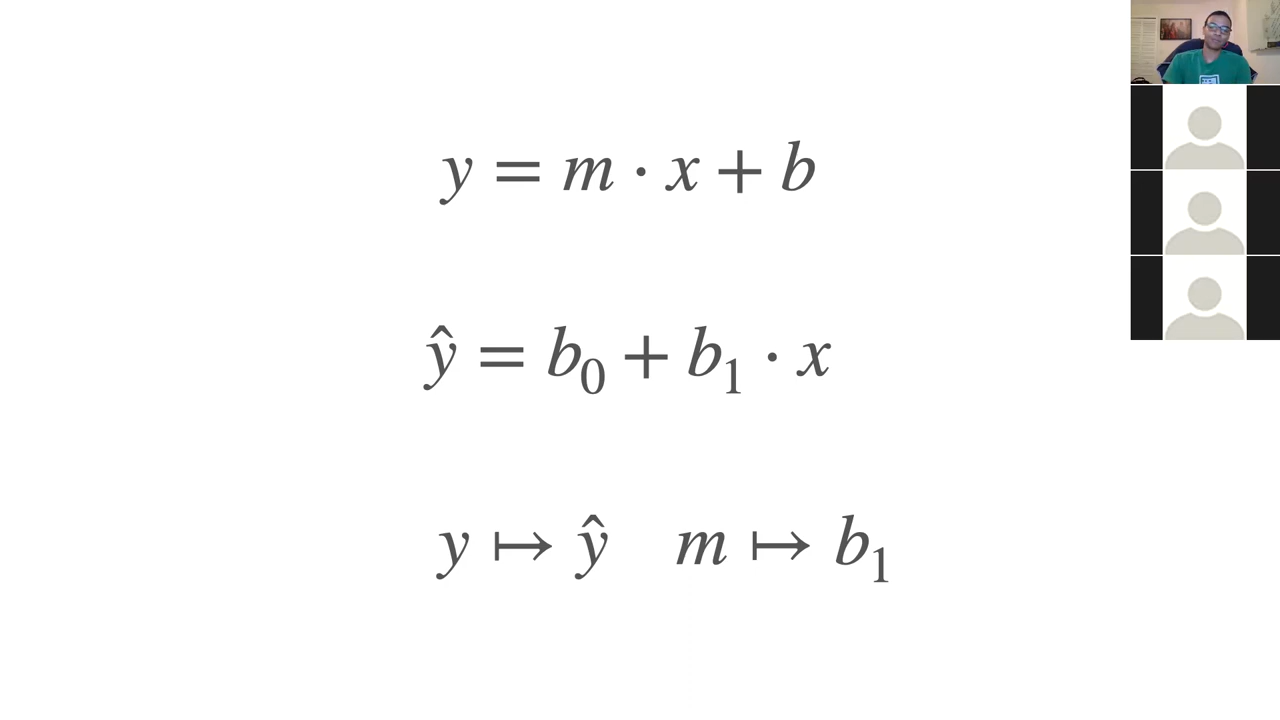 y = m · x + b
ŷ = b₀ + b₁ · x
y ↦ ŷ m ↦ b₁